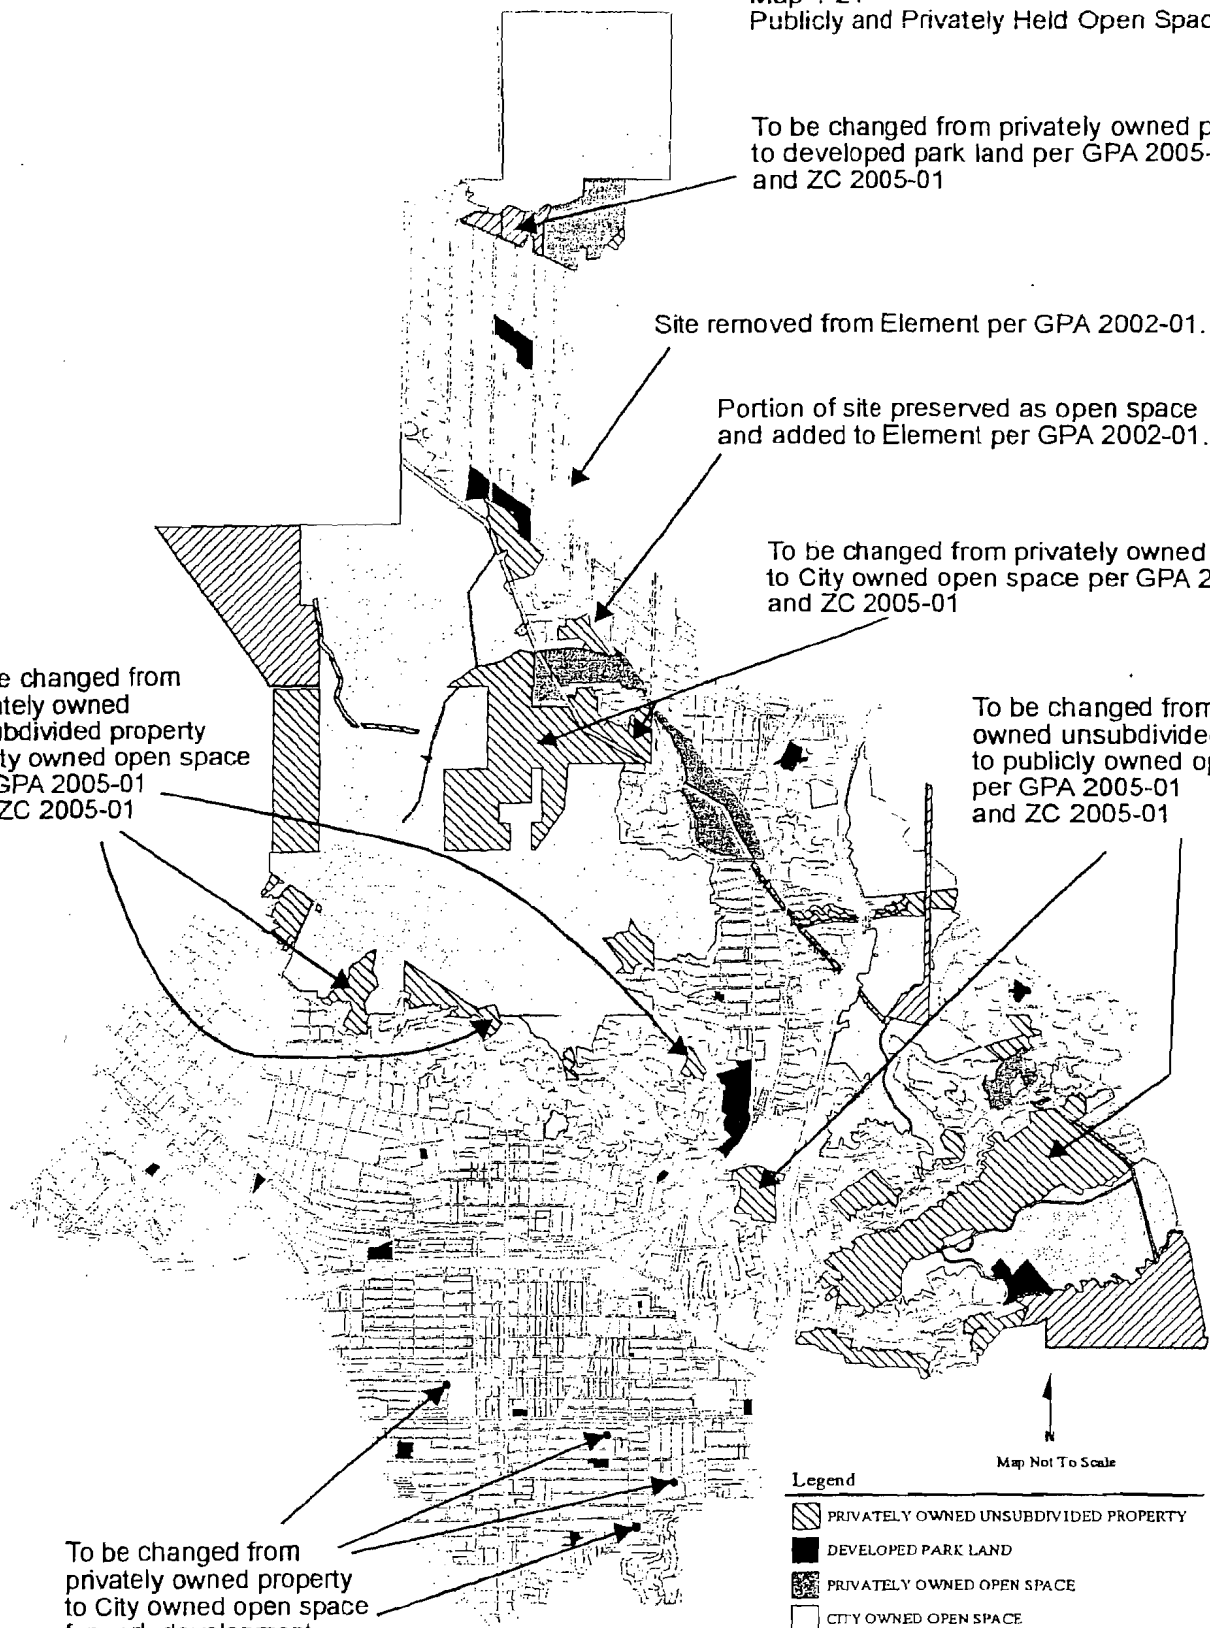 Publicly and Privately Held Open Spac
To be changed from privately owned p
to developed park land per GPA 2005-
and ZC 2005-01
Site removed from Element per GPA 2002-01.
Portion of site preserved as open space
and added to Element per GPA 2002-01.
To be changed from privately owned
to City owned open space per GPA 2
and ZC 2005-01
e changed from
ately owned
ubdivided property
ty owned open space
GPA 2005-01
ZC 2005-01
To be changed from
owned unsubdivided
to publicly owned op
per GPA 2005-01
and ZC 2005-01
N
Map Not To Scale
Legend
PRIVATELY OWNED UNSUBDIVIDED PROPERTY
DEVELOPED PARK LAND
PRIVATELY OWNED OPEN SPACE
CITY OWNED OPEN SPACE
To be changed from
privately owned property
to City owned open space